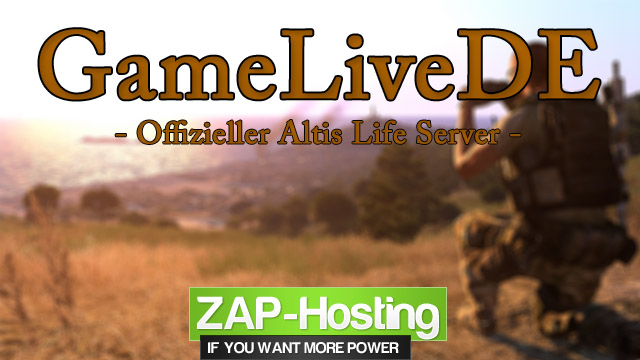 GameLiveDE
- Offizieller Altis Life Server -
ZAP-Hosting
IF YOU WANT MORE POWER